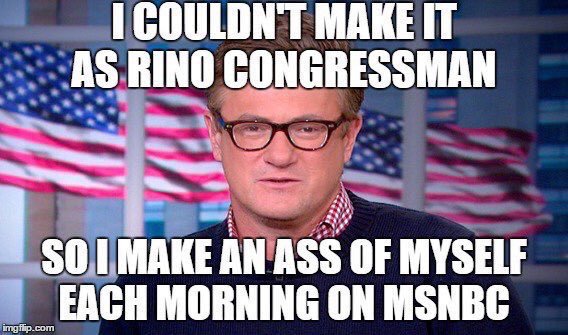 I COULDN'T MAKE IT
AS RINO CONGRESSMAN
SO I MAKE AN ASS OF MYSELF
EACH MORNING ON MSNBC
imgflip.com